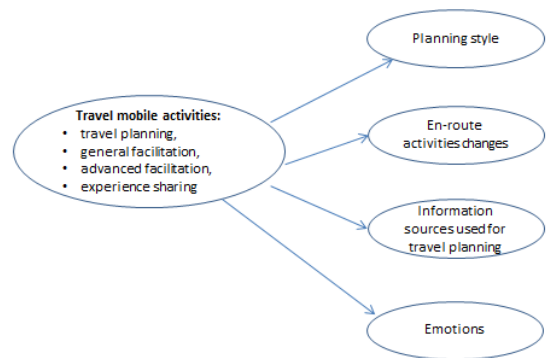 Planning style
Travel mobile activities:
• travel planning,
• general facilitation,
• advanced facilitation,
• experience sharing
En-route
activities changes
Information
sources used for
travel planning
Emotions